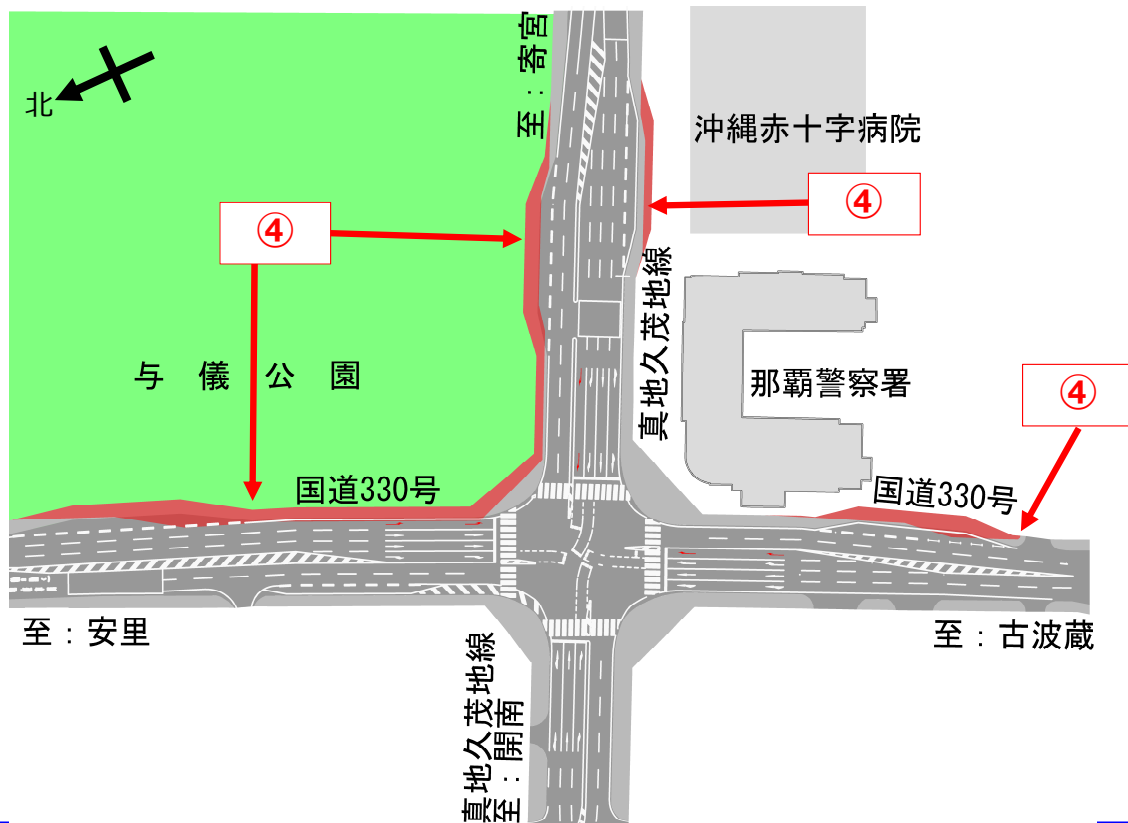 至：寄宮
北
沖縄赤十字病院
④
④
真地久茂地線
与儀公園
那覇警察署
④
国道330号
国道330号
至：安里
至：古波蔵
真地久茂地線
至：開南